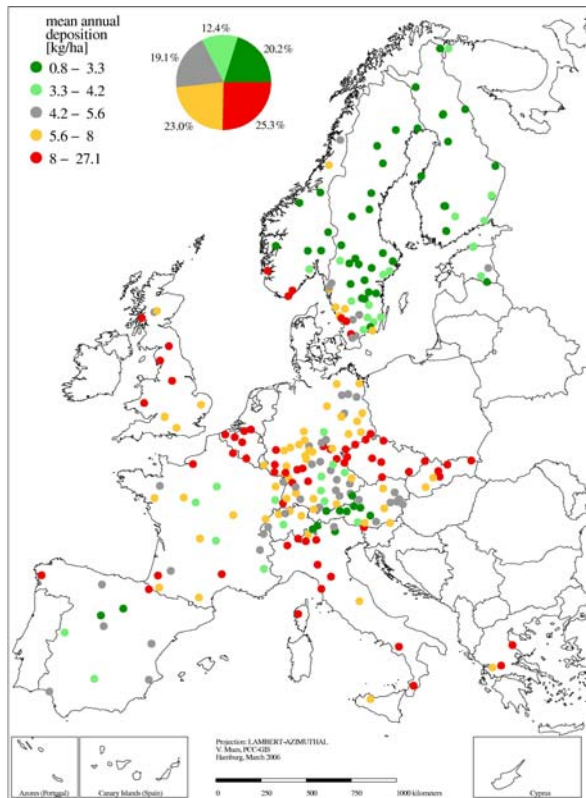 mean annual
deposition
[kg/ha]
0.8 – 3.3
3.3 – 4.2
4.2 – 5.6
5.6 – 8
8 – 27.1
12.4%
19.1%
20.2%
23.0%
25.3%
Projection: LAMBERT-AZIMUTHAL
V. Mues, PCC-GIS
Hamburg, March 2006
0 250 500 750 1000 kilometers
Azores (Portugal)
Canary Islands (Spain)
Cyprus